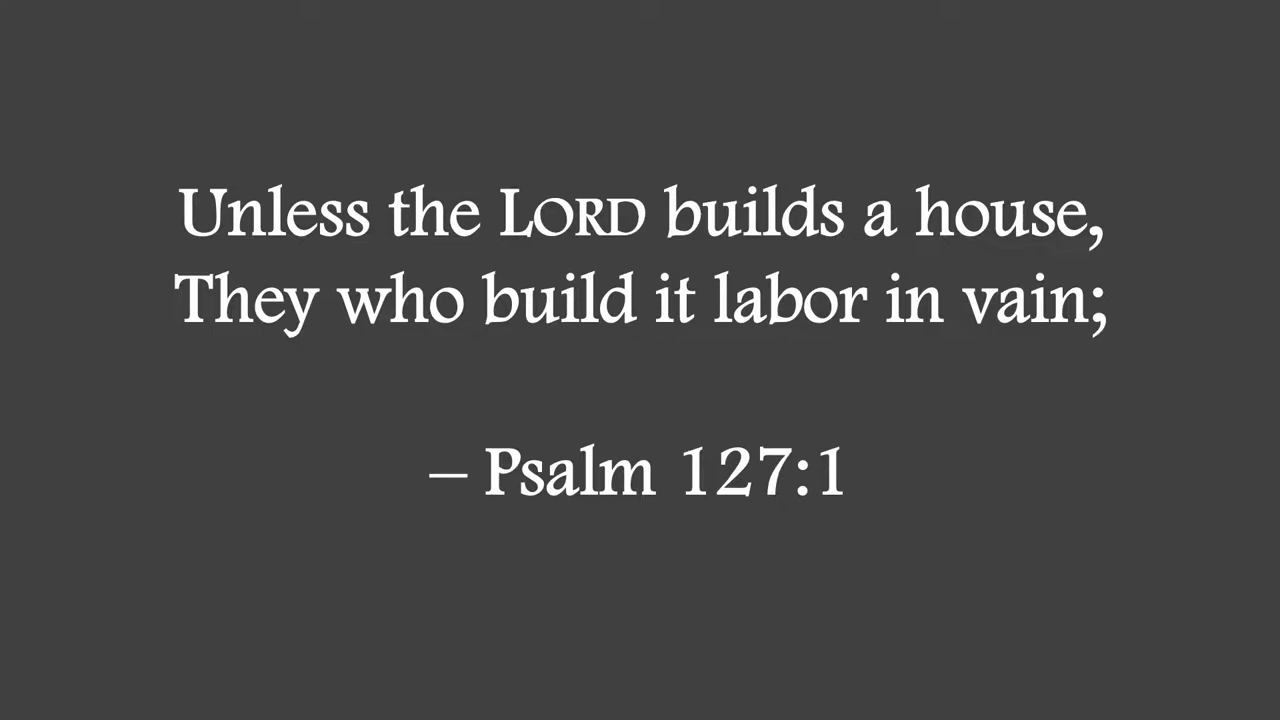 Unless the LORD builds a house,
They who build it labor in vain;
– Psalm 127:1